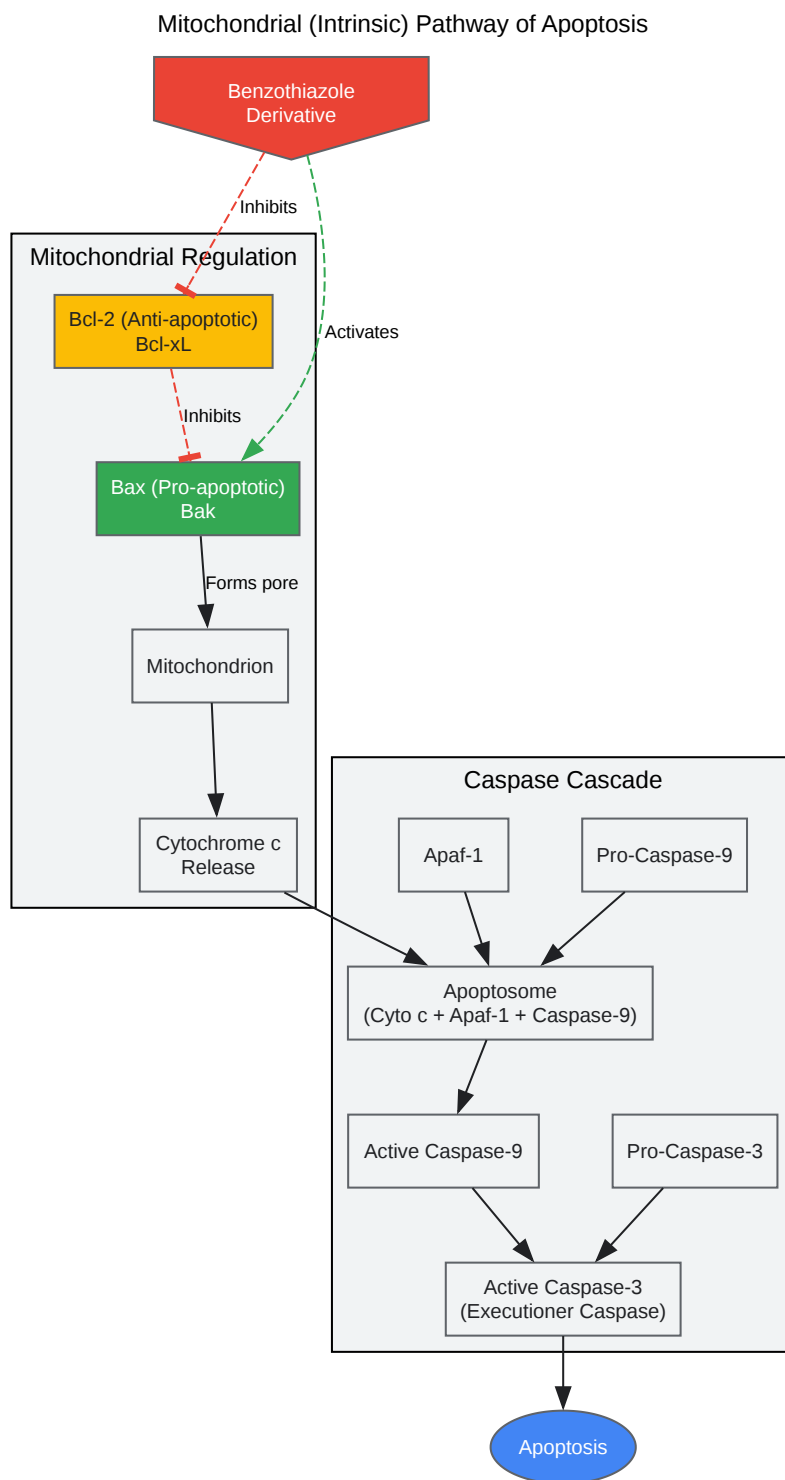 Mitochondrial (Intrinsic) Pathway of Apoptosis
Benzothiazole
Derivative
Inhibits
Mitochondrial Regulation
Bcl-2 (Anti-apoptotic)
Bcl-xL
Activates
Inhibits
Bax (Pro-apoptotic)
Bak
Forms pore
Mitochondrion
Cytochrome c
Release
Caspase Cascade
Apaf-1
Pro-Caspase-9
Apoptosome
(Cyto c + Apaf-1 + Caspase-9)
Active Caspase-9
Pro-Caspase-3
Active Caspase-3
(Executioner Caspase)
Apoptosis